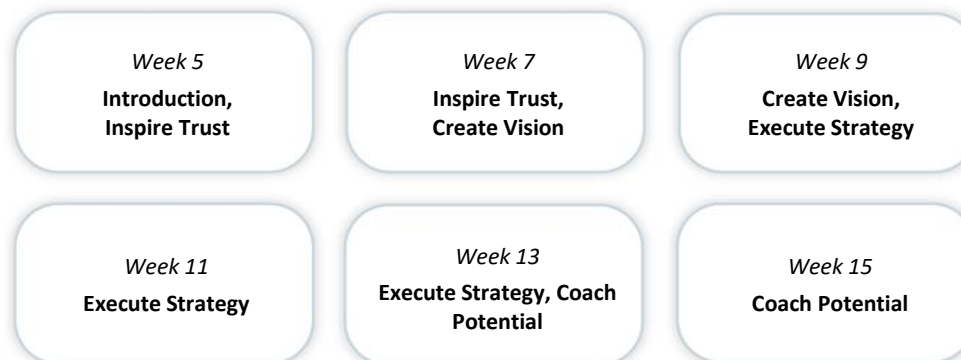 Week 5
Introduction,
Inspire Trust
Week 7
Inspire Trust,
Create Vision
Week 9
Create Vision,
Execute Strategy
Week 11
Execute Strategy
Week 13
Execute Strategy, Coach
Potential
Week 15
Coach Potential